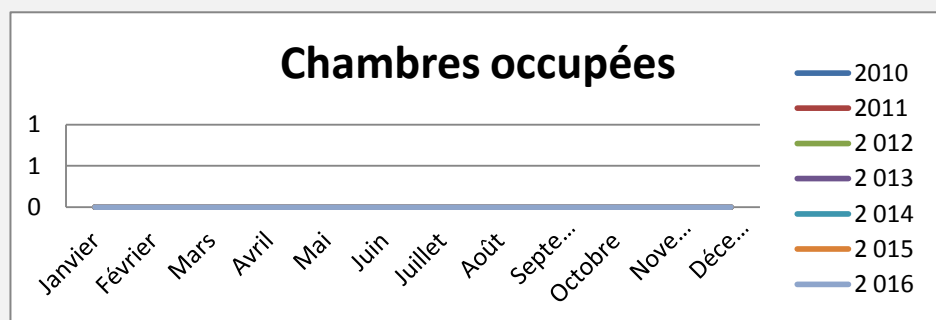 Chambres occupées
1
1
0
Janvier
Février
Mars
Avril
Mai
Juin
Juillet
Août
Septe...
Octobre
Nove...
Déce...
2010
2011
2 012
2 013
2 014
2 015
2 016